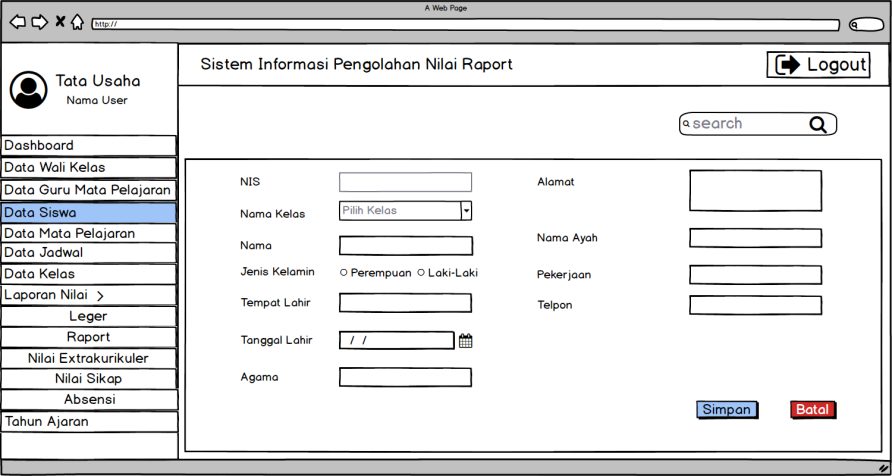 A Web Page
http://
Tata Usaha
Nama User
Sistem Informasi Pengolahan Nilai Raport
Logout
search
Dashboard
Data Wali Kelas
Data Guru Mata Pelajaran
Data Siswa
Data Mata Pelajaran
Data Jadwal
Data Kelas
Laporan Nilai >
Leger
Raport
Nilai Extrakurikuler
Nilai Sikap
Absensi
Tahun Ajaran
NIS
Nama Kelas Pilih Kelas
Nama
Jenis Kelamin Perempuan Laki-Laki
Tempat Lahir
Tanggal Lahir / /
Agama
Alamat
Nama Ayah
Pekerjaan
Telpon
Simpan Batal